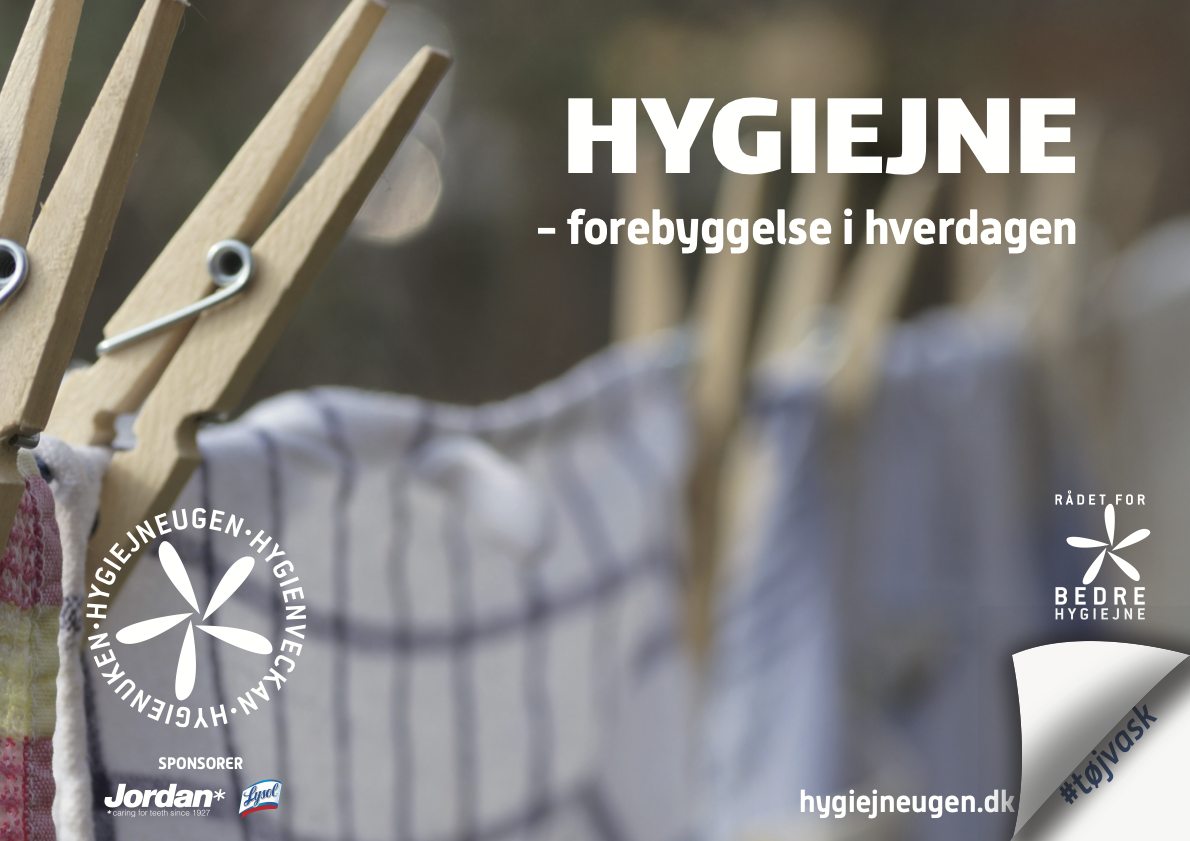 HYGIEJNE
– forebyggelse i hverdagen
RÅDET FOR
BEDRE
HYGIEJNE
HYGIEJNEUGEN·HYGIENVECKAN·HYGIENUKEN·
SPONSORER
Jordan*
*caring for teeth since 1927
Lysol
hygiejneugen.dk
#tøjvask